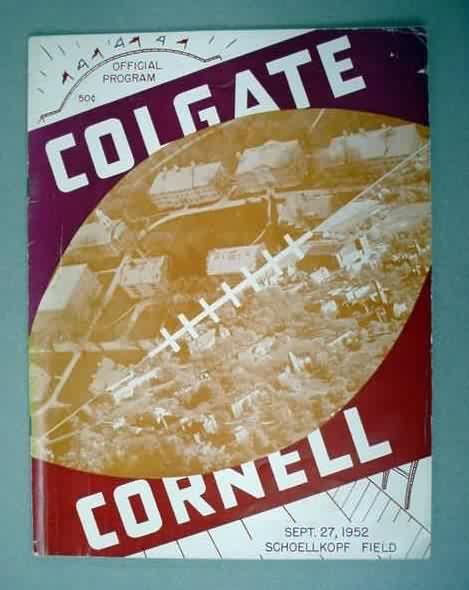 OFFICIAL
PROGRAM
50¢
COLGATE
CORNELL
SEPT. 27, 1952
SCHOELLKOPF FIELD